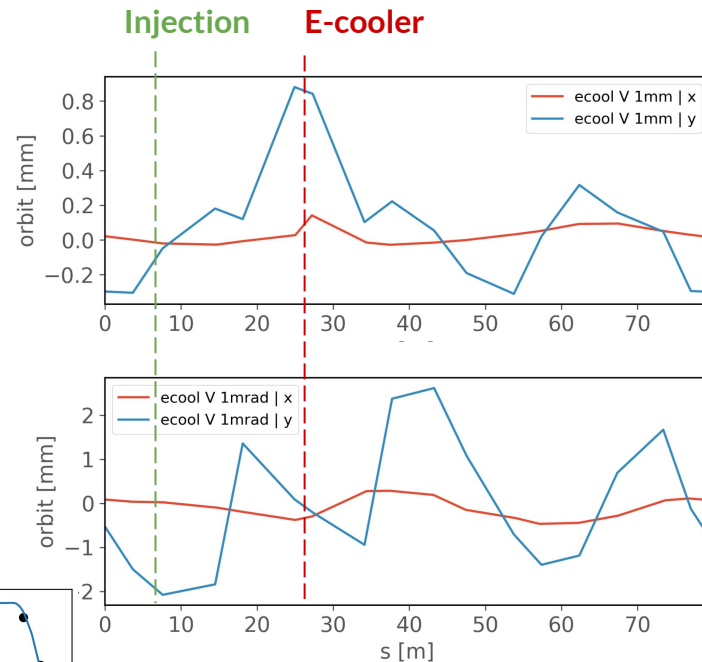 Injection E-cooler
ecool V 1mm | x
ecool V 1mm | y
orbit [mm]
0.8
0.6
0.4
0.2
0.0
−0.2
0 10 20 30 40 50 60 70
ecool V 1mrad | x
ecool V 1mrad | y
orbit [mm]
2
1
0
−1
-2
0 10 20 30 40 50 60 70
s [m]